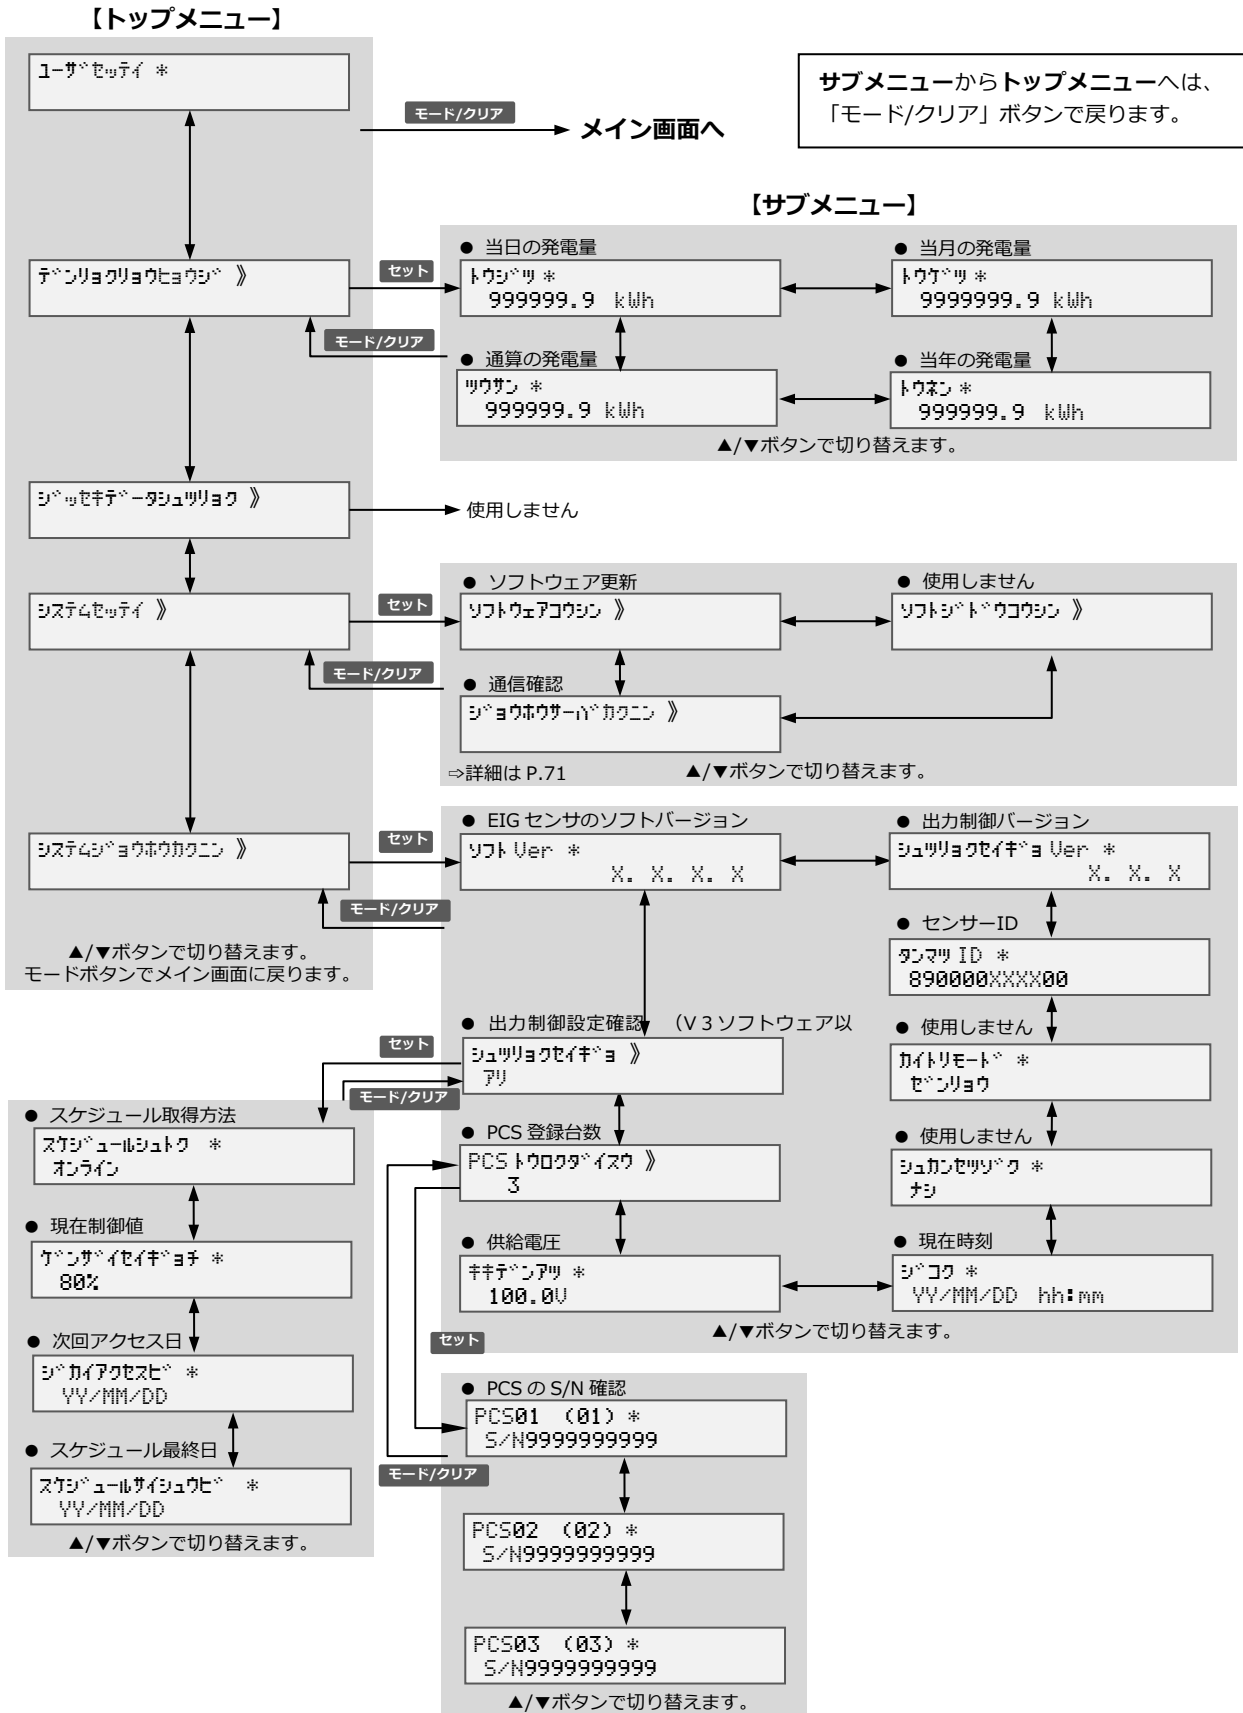 【トップメニュー】
ユーザセッテイ *
サブメニューからトップメニューへは、
「モード/クリア」ボタンで戻ります。
モード/クリア
メイン画面へ
【サブメニュー】
デンリョクリョウヒョウジ 》
セット
モード/クリア
● 当日の発電量
トウジツ *
999999.9 kWh
● 当月の発電量
トウゲツ *
9999999.9 kWh
● 通算の発電量
ツウサン *
999999.9 kWh
● 当年の発電量
トウネン *
999999.9 kWh
▲/▼ボタンで切り替えます。
ジッセキデータシュツリョク 》
使用しません
システムセッテイ 》
セット
モード/クリア
● ソフトウェア更新
ソフトウェアコウシン 》
● 使用しません
ソフトジドウコウシン 》
● 通信確認
ジョウホウサーバカクニン 》
⇨詳細は P.71
▲/▼ボタンで切り替えます。
システムジョウホウカクニン 》
セット
モード/クリア
▲/▼ボタンで切り替えます。
モードボタンでメイン画面に戻ります。
● EIG センサのソフトバージョン
ソフト Ver *
X. X. X. X
● 出力制御バージョン
シュツリョクセイギョ Ver *
X. X. X
● センサーID
タンマツ ID *
890000XXXX00
● 出力制御設定確認 （V 3 ソフトウェア以
シュツリョクセイギョ 》
アリ
● 使用しません
カイトリモード *
ゼンリョウ
セット
モード/クリア
● PCS 登録台数
PCSトウロクダイスウ 》
3
● 使用しません
シュカンセツゾク *
ナシ
● 供給電圧
キキデンアツ *
100.0V
● 現在時刻
ジコク *
YY/MM/DD hh:mm
▲/▼ボタンで切り替えます。
● スケジュール取得方法
スケジュールシュトク *
オンライン
● 現在制御値
ゲンザイセイギョチ *
80%
● 次回アクセス日
ジカイアクセスビ *
YY/MM/DD
● スケジュール最終日
スケジュールサイシュウビ *
YY/MM/DD
▲/▼ボタンで切り替えます。
セット
モード/クリア
● PCS の S/N 確認
PCS01 (01) *
S/N9999999999
PCS02 (02) *
S/N9999999999
PCS03 (03) *
S/N9999999999
▲/▼ボタンで切り替えます。